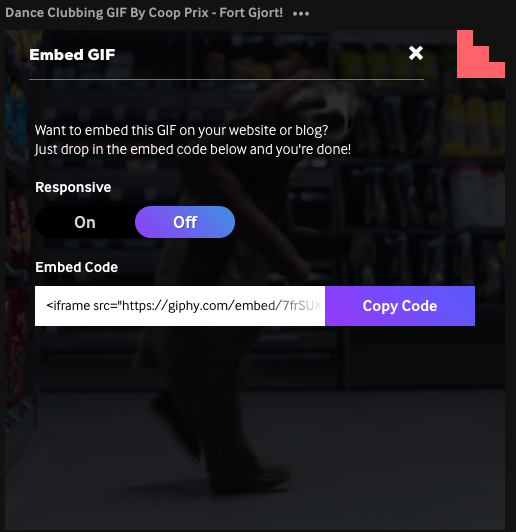 Dance Clubbing GIF By Coop Prix - Fort Gjort! •••
Embed GIF
Want to embed this GIF on your website or blog?
Just drop in the embed code below and you're done!
Responsive
On Off
Embed Code
<iframe src="https://giphy.com/embed/7frSUX Copy Code